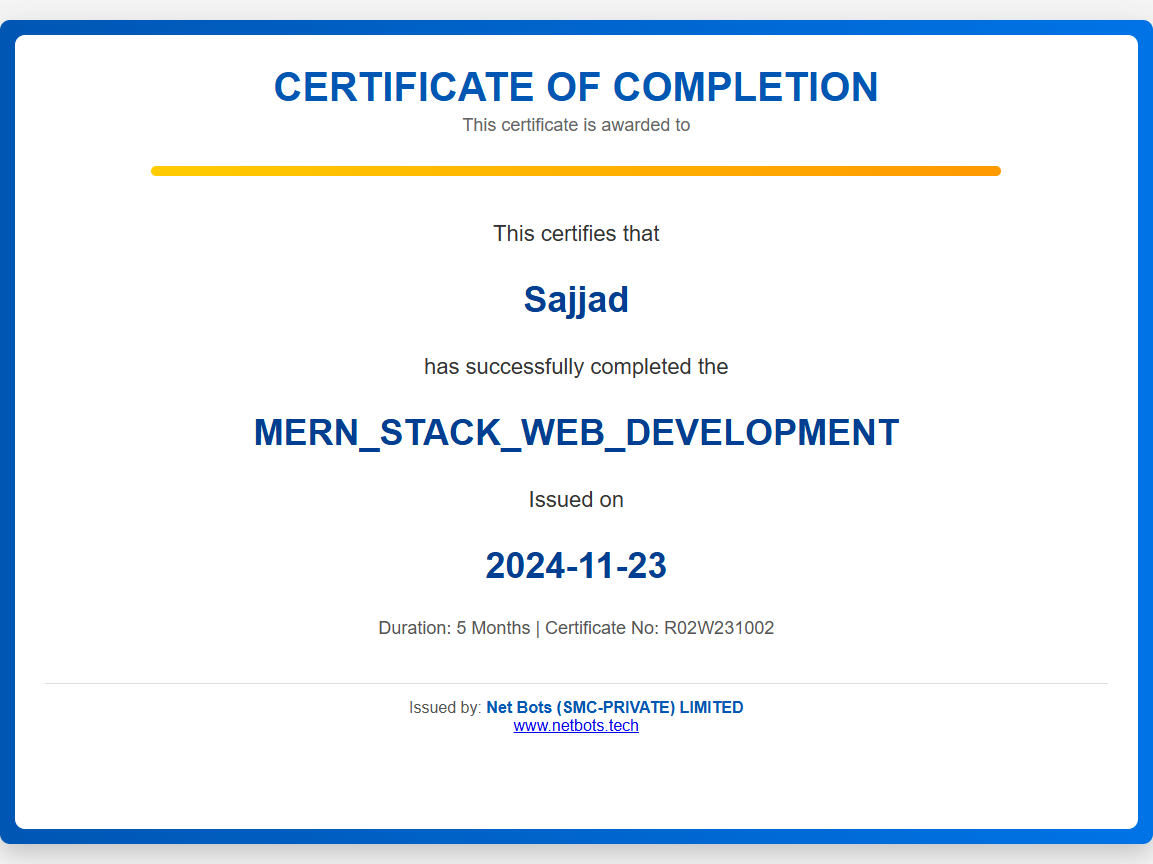 CERTIFICATE OF COMPLETION
This certificate is awarded to
This certifies that
Sajjad
has successfully completed the
MERN_STACK_WEB_DEVELOPMENT
Issued on
2024-11-23
Duration: 5 Months | Certificate No: R02W231002
Issued by: Net Bots (SMC-PRIVATE) LIMITED
www.netbots.tech